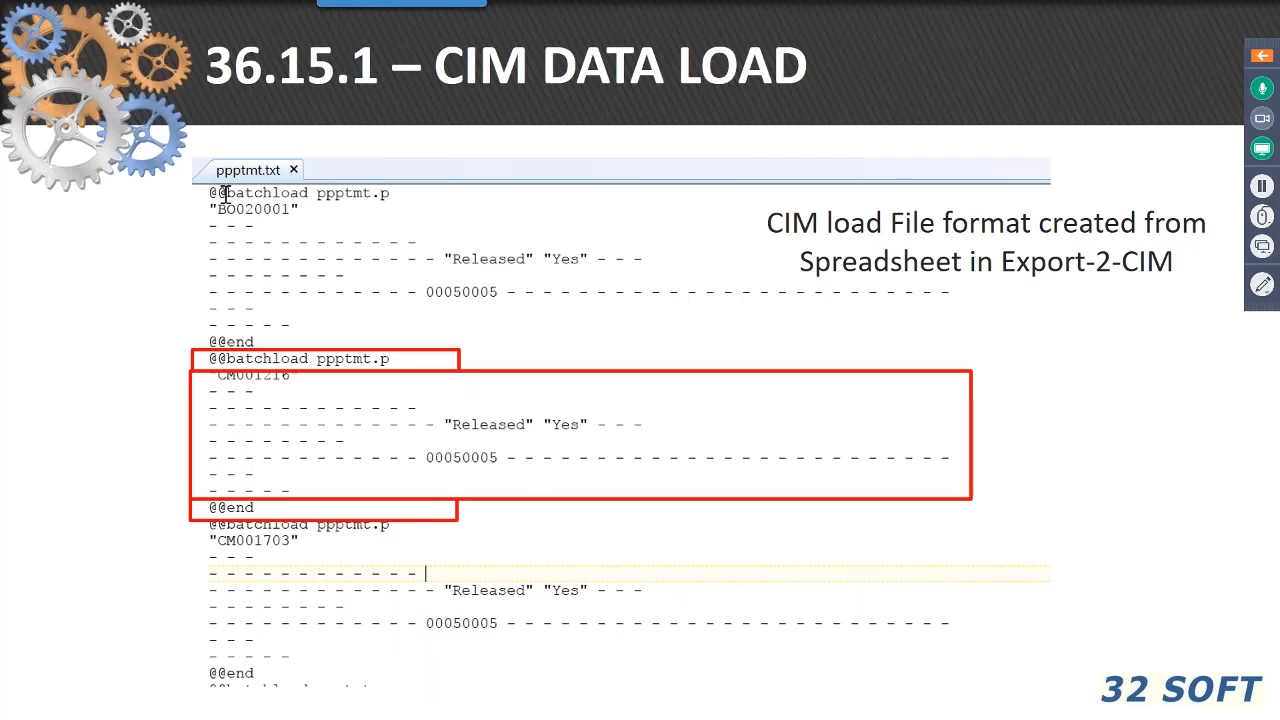 36.15.1 – CIM DATA LOAD
ppptmt.txt ×
@@batchload ppptmt.p
"BO020001"
- - -
- - - - - - - - - - - -
- - - - - - - - - - - - - "Released" "Yes" - - -
- - - - - - - -
- - - - - - - - - - - - 00050005 - - - - - - - - - - - - - - - - - - - - - - - - -
- - -
- - - - -
@@end
@@batchload ppptmt.p
"CM001216"
- - -
- - - - - - - - - - - -
- - - - - - - - - - - - - "Released" "Yes" - - -
- - - - - - - -
- - - - - - - - - - - - 00050005 - - - - - - - - - - - - - - - - - - - - - - - - -
- - -
- - - - -
@@end
@@batchload ppptmt.p
"CM001703"
- - -
- - - - - - - - - - - -
- - - - - - - - - - - - - "Released" "Yes" - - -
- - - - - - - -
- - - - - - - - - - - - 00050005 - - - - - - - - - - - - - - - - - - - - - - - - -
- - -
- - - - -
@@end
CIM load File format created from
Spreadsheet in Export-2-CIM
32 SOFT